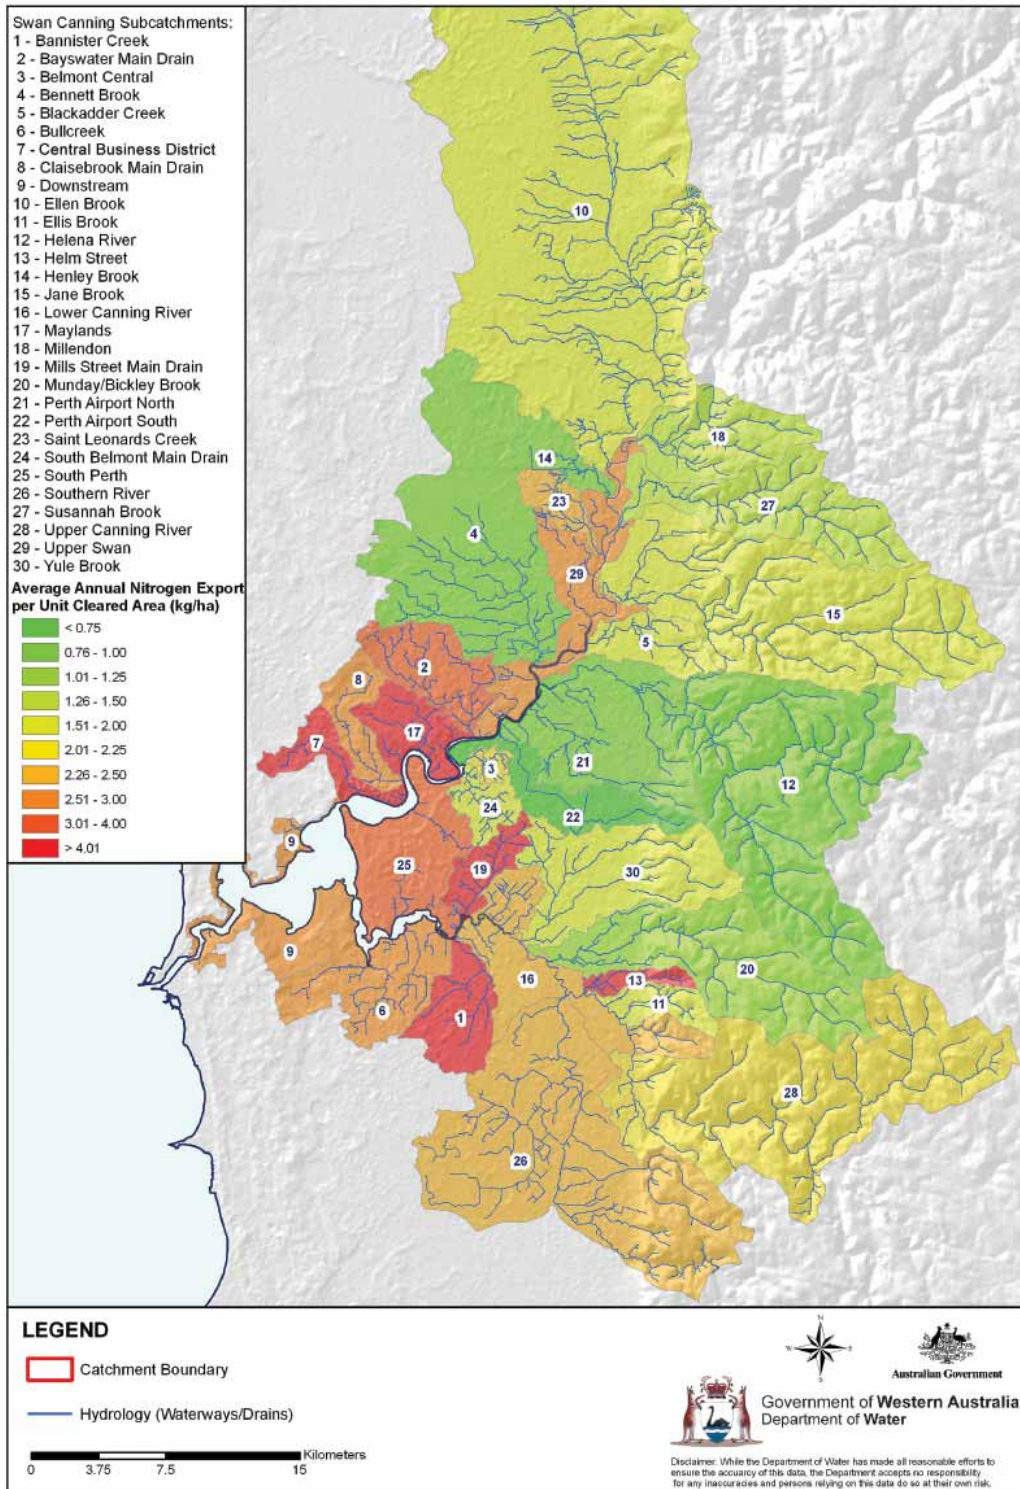 Swan Canning Subcatchments:
1 - Bannister Creek
2 - Bayswater Main Drain
3 - Belmont Central
4 - Bennett Brook
5 - Blackadder Creek
6 - Bullcreek
7 - Central Business District
8 - Claisebrook Main Drain
9 - Downstream
10 - Ellen Brook
11 - Ellis Brook
12 - Helena River
13 - Helm Street
14 - Henley Brook
15 - Jane Brook
16 - Lower Canning River
17 - Maylands
18 - Millendon
19 - Mills Street Main Drain
20 - Munday/Bickley Brook
21 - Perth Airport North
22 - Perth Airport South
23 - Saint Leonards Creek
24 - South Belmont Main Drain
25 - South Perth
26 - Southern River
27 - Susannah Brook
28 - Upper Canning River
29 - Upper Swan
30 - Yule Brook
Average Annual Nitrogen Export
per Unit Cleared Area (kg/ha)
< 0.75
0.76 - 1.00
1.01 - 1.25
1.26 - 1.50
1.51 - 2.00
2.01 - 2.25
2.26 - 2.50
2.51 - 3.00
3.01 - 4.00
> 4.01
10
18
14
23
27
4
29
15
5
2
8
17
7
21
3
12
24
22
9
25
19
30
9
16
20
13
11
6
1
28
26
LEGEND
Catchment Boundary
Hydrology (Waterways/Drains)
Kilometers
0 3.75 7.5 15
N
W E
S
Australian Government
Government of Western Australia
Department of Water
Disclaimer: While the Department of Water has made all reasonable efforts to
ensure the accuracy of this data, the Department accepts no responsibility
for any inaccuracies and persons relying on this data do so at their own risk.